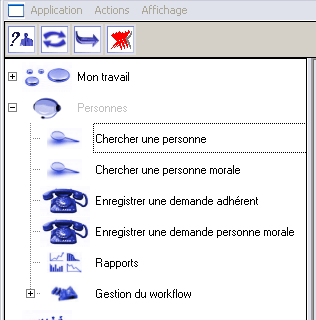 Application Actions Affichage
Mon travail
Personnes
Chercher une personne
Chercher une personne morale
Enregistrer une demande adhérent
Enregistrer une demande personne morale
Rapports
Gestion du workflow